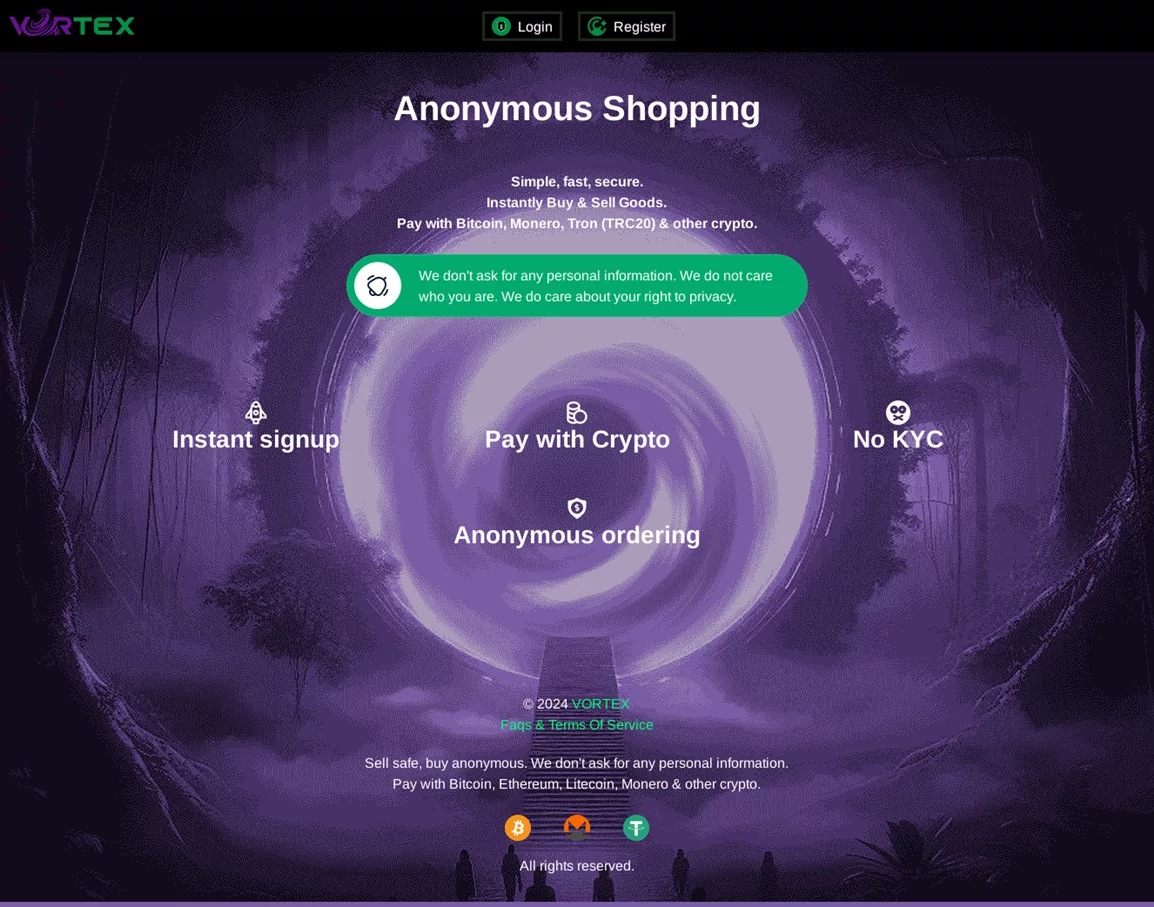 VORTEX
Login
Register
Anonymous Shopping
Simple, fast, secure.
Instantly Buy & Sell Goods.
Pay with Bitcoin, Monero, Tron (TRC20) & other crypto.
We don't ask for any personal information. We do not care
who you are. We do care about your right to privacy.
Instant signup
Pay with Crypto
No KYC
Anonymous ordering
© 2024 VORTEX
Faqs & Terms Of Service
Sell safe, buy anonymous. We don't ask for any personal information.
Pay with Bitcoin, Ethereum, Litecoin, Monero & other crypto.
All rights reserved.